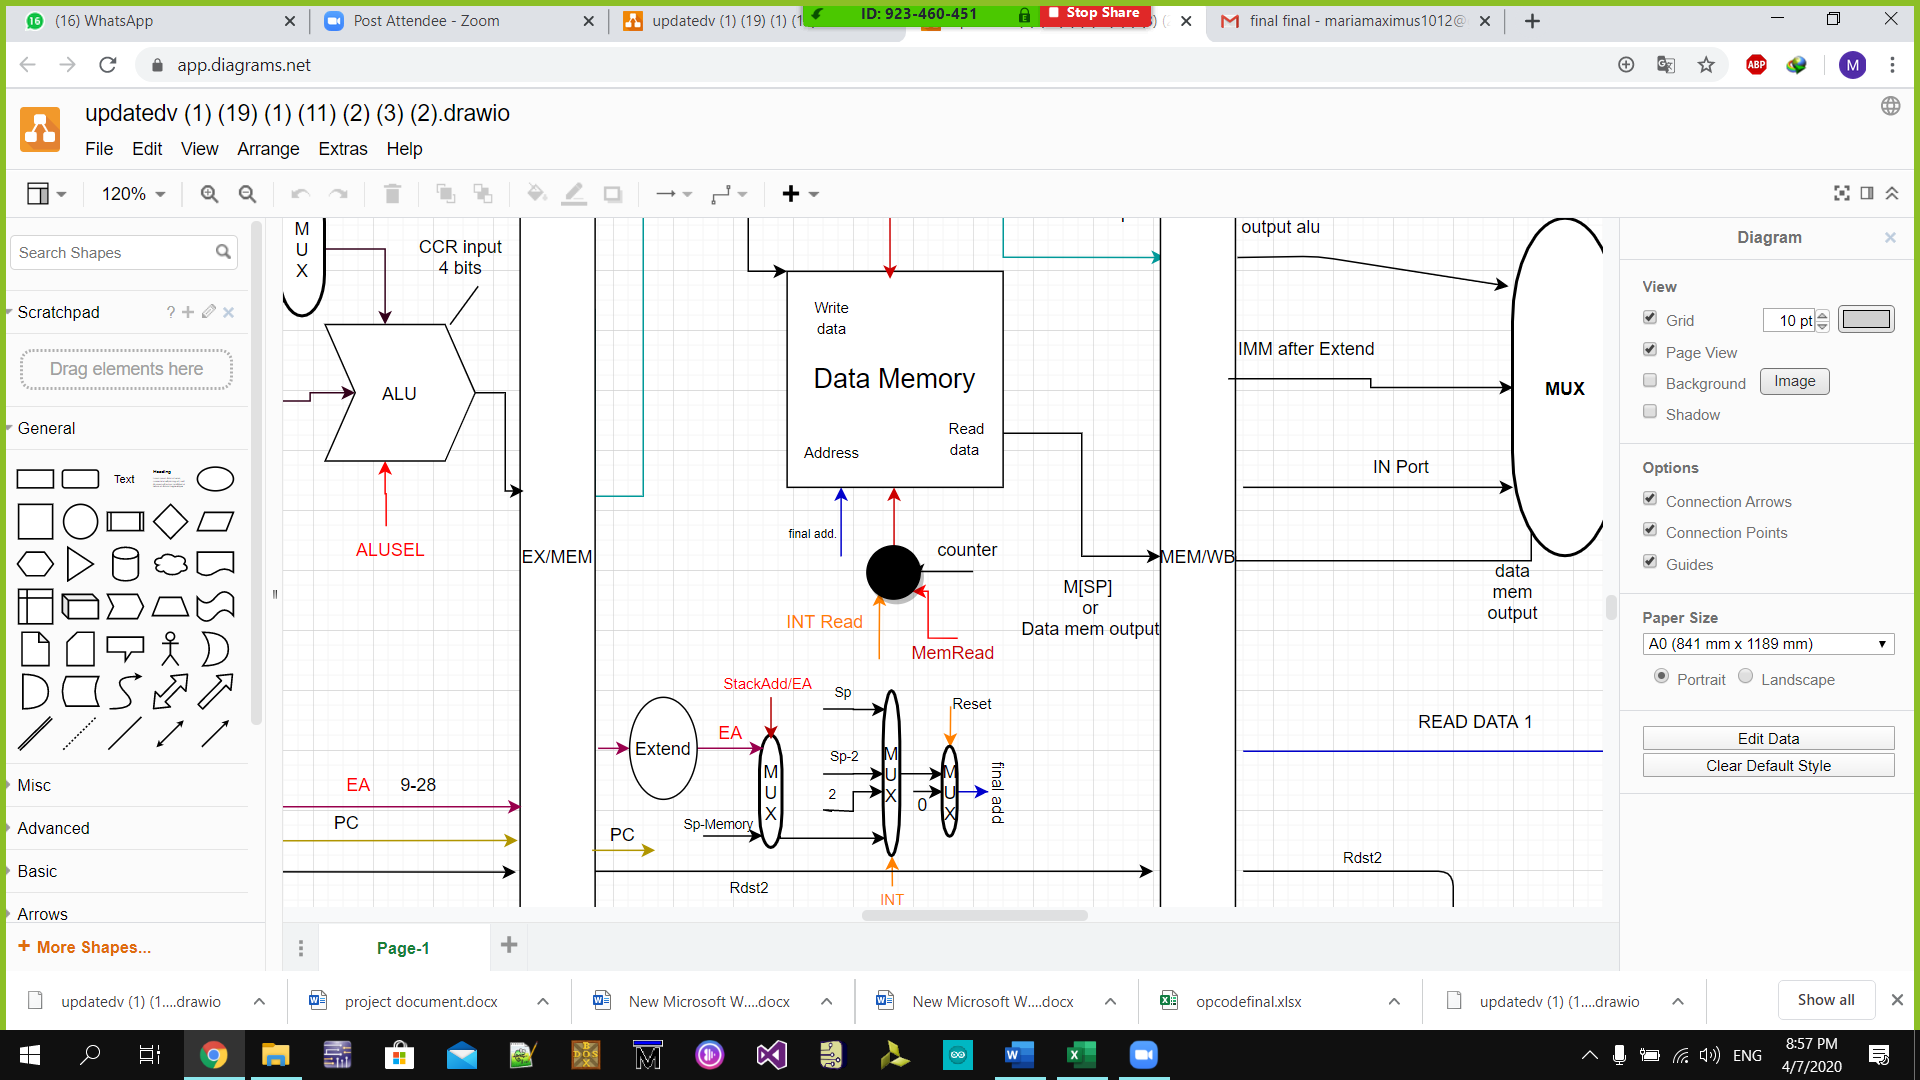 (16) WhatsApp
Post Attendee - Zoom
updatedv (1) (19) (1) (1
ID: 923-460-451
Stop Share
final final - mariamaximus1012@
app.diagrams.net
ABP
M
updatedv (1) (19) (1) (11) (2) (3) (2).drawio
File Edit View Arrange Extras Help
120%
Search Shapes
Scratchpad
?
Drag elements here
General
Text
Heading
Misc
Advanced
Basic
Arrows
+ More Shapes...
M
U
X
CCR input
4 bits
ALU
ALUSEL
EX/MEM
Write
data
Data Memory
Read
data
Address
final add.
counter
INT Read
MemRead
M[SP]
or
Data mem output
MEM/WB
output alu
IMM after Extend
IN Port
MUX
data
mem
output
READ DATA 1
StackAdd/EA
Sp
Reset
EA
Extend
Sp-2
2
0
M
U
X
M
U
X
M
U
X
final add
Sp-Memory
EA 9-28
PC
PC
Rdst2
INT
Rdst2
Page-1
Diagram
View
Grid
10 pt
Page View
Background
Image
Shadow
Options
Connection Arrows
Connection Points
Guides
Paper Size
A0 (841 mm x 1189 mm)
Portrait
Landscape
Edit Data
Clear Default Style
updatedv (1) (1....drawio
project document.docx
New Microsoft W....docx
New Microsoft W....docx
opcodefinal.xlsx
updatedv (1) (1....drawio
Show all
ENG
8:57 PM
4/7/2020